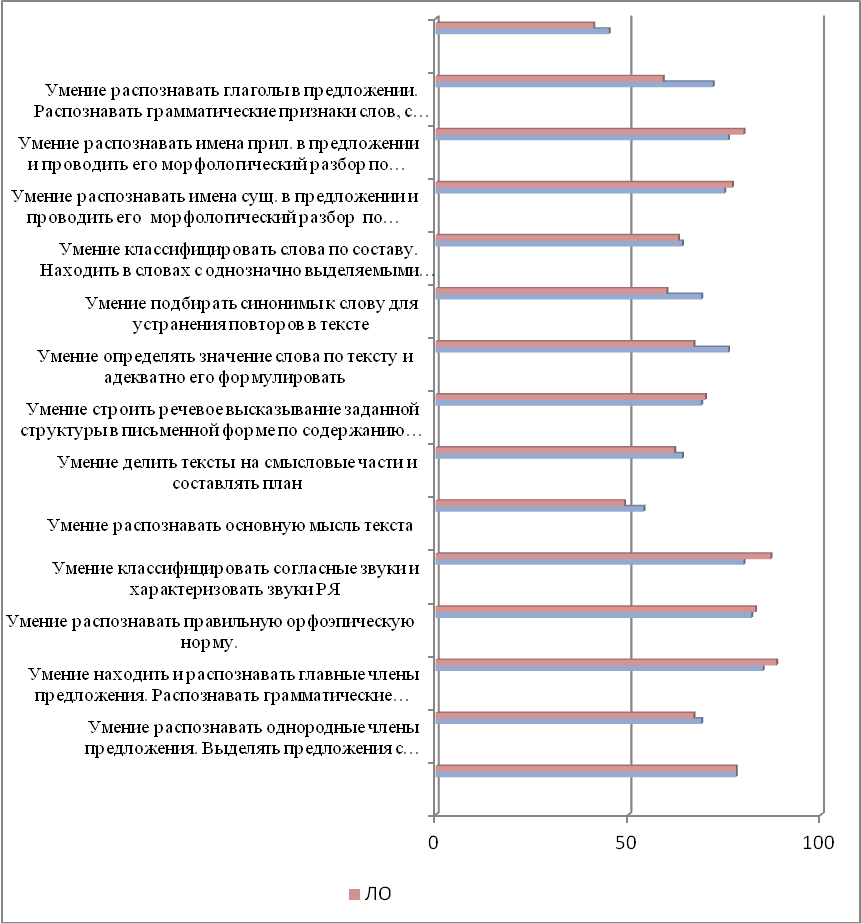 Умение распознавать глаголы в предложении.
Распознавать грамматические признаки слов, с…
Умение распознавать имена прил. в предложении
и проводить его морфологический разбор по…
Умение распознавать имена сущ. в предложении и
проводить его морфологический разбор по…
Умение классифицировать слова по составу.
Находить в словах с однозначно выделяемыми…
Умение подбирать синонимы к слову для
устранения повторов в тексте
Умение определять значение слова по тексту и
адекватно его формулировать
Умение строить речевое высказывание заданной
структуры в письменной форме по содержанию…
Умение делить тексты на смысловые части и
составлять план
Умение распознавать основную мысль текста
Умение классифицировать согласные звуки и
характеризовать звуки РЯ
Умение распознавать правильную орфоэпическую
норму.
Умение находить и распознавать главные члены
предложения. Распознавать грамматические…
Умение распознавать однородные члены
предложения. Выделять предложения с…
0 50 100
ЛО